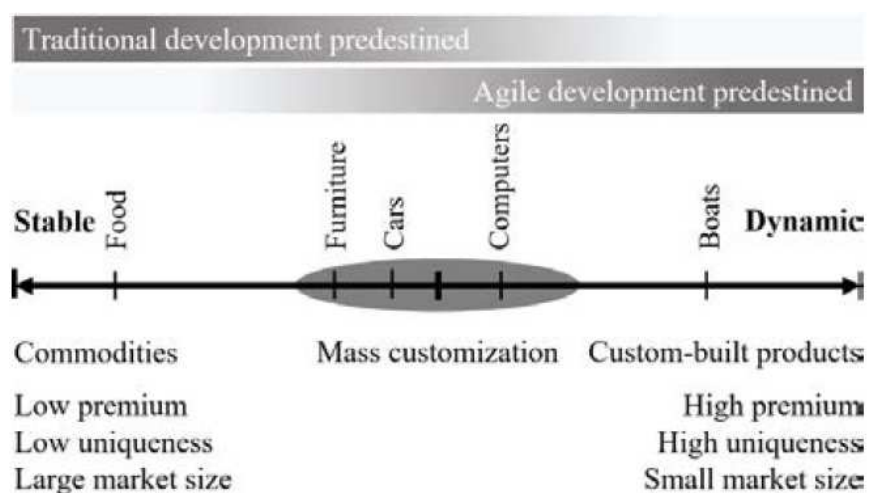 Traditional development predestined
Agile development predestined
Stable
Food
Furniture
Cars
Computers
Boats
Dynamic
Commodities
Mass customization
Custom-built products
Low premium
High premium
Low uniqueness
High uniqueness
Large market size
Small market size